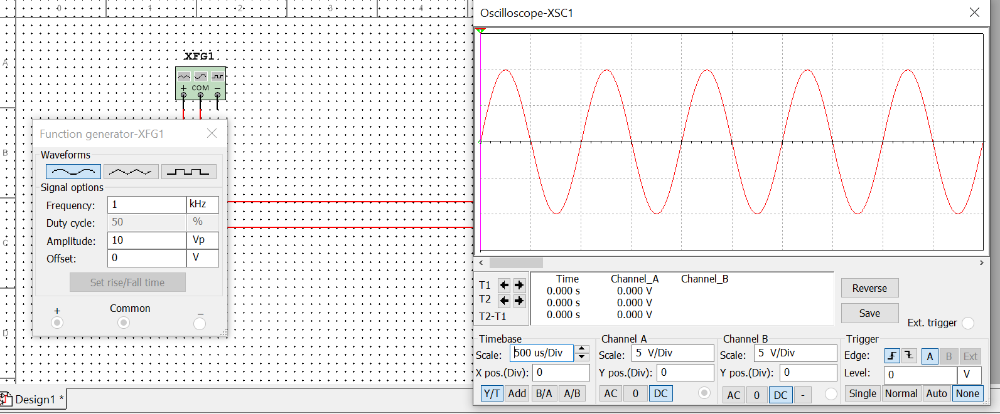 0 1 2 3 4
A
B
C
D
XFG1
+ COM −
Function generator-XFG1
Waveforms
Signal options
Frequency: 1 kHz
Duty cycle: 50 %
Amplitude: 10 Vp
Offset: 0 V
Set rise/Fall time
+ Common −
Design1 *
Oscilloscope-XSC1
Time Channel_A Channel_B
T1 0.000 s 0.000 V
T2 0.000 s 0.000 V
T2-T1 0.000 s 0.000 V
Reverse
Save
Ext. trigger
Timebase
Scale: 500 us/Div
X pos.(Div): 0
Y/T Add B/A A/B
Channel A
Scale: 5 V/Div
Y pos.(Div): 0
AC 0 DC
Channel B
Scale: 5 V/Div
Y pos.(Div): 0
AC 0 DC -
Trigger
Edge: A B Ext
Level: 0 V
Single Normal Auto None